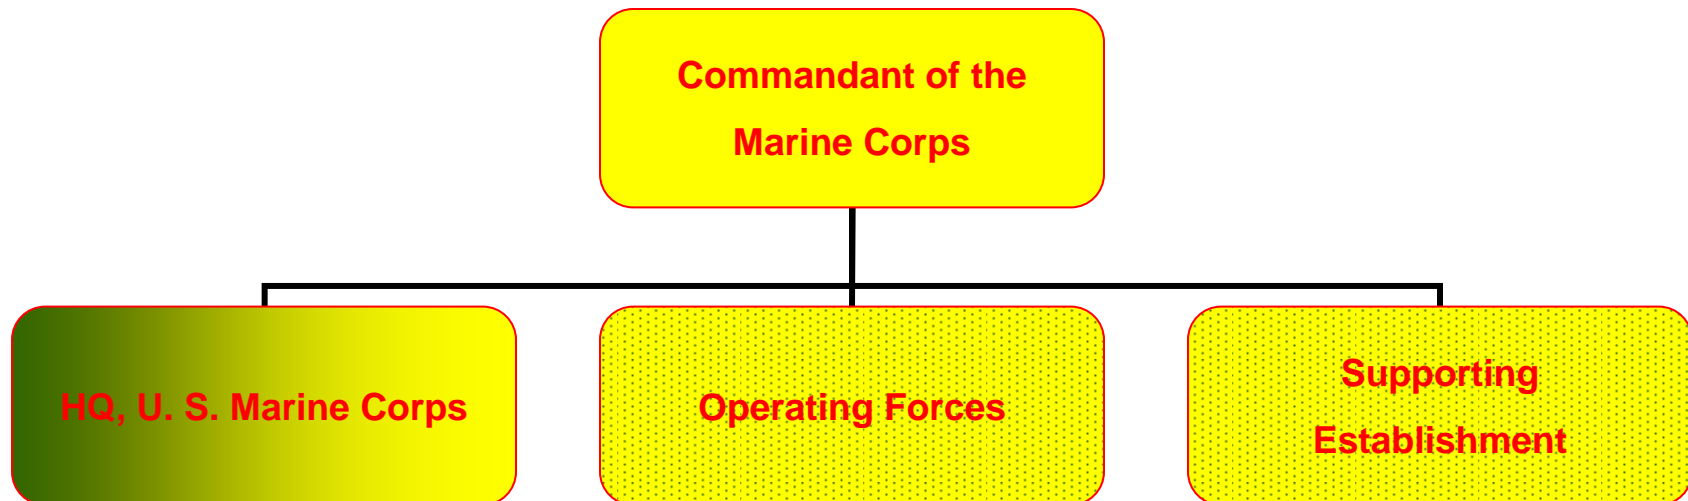 Commandant of the
Marine Corps
HQ, U. S. Marine Corps
Operating Forces
Supporting
Establishment